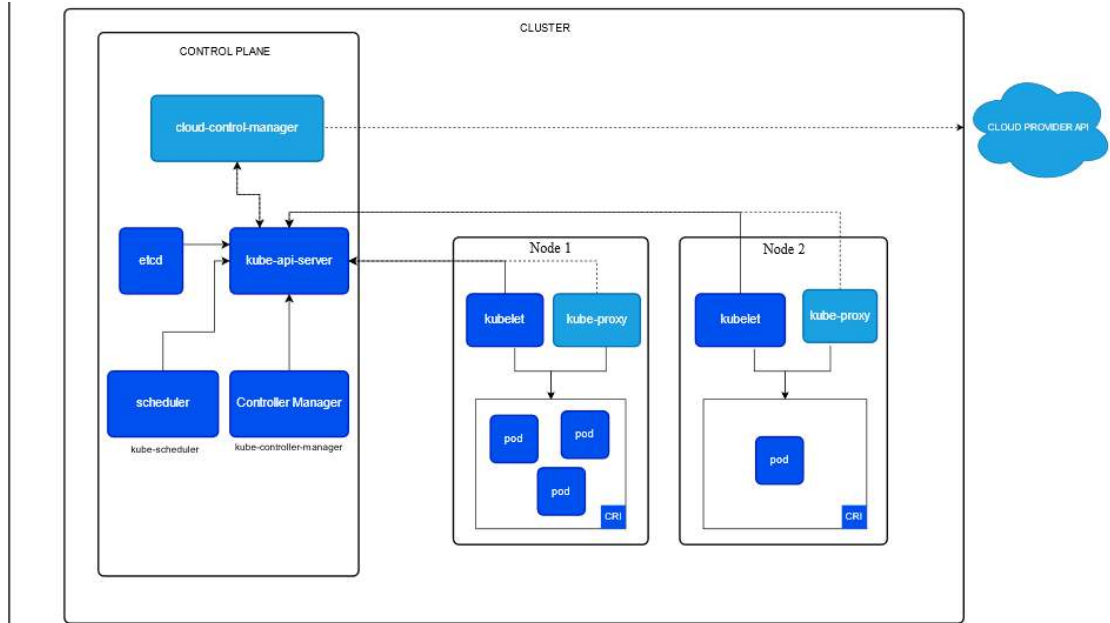 CLUSTER
CONTROL PLANE
cloud-control-manager
CLOUD PROVIDER API
etcd
kube-api-server
Node 1
Node 2
kubelet
kube-proxy
kubelet
kube-proxy
scheduler
Controller Manager
kube-scheduler
kube-controller-manager
pod
pod
pod
CRI
pod
CRI